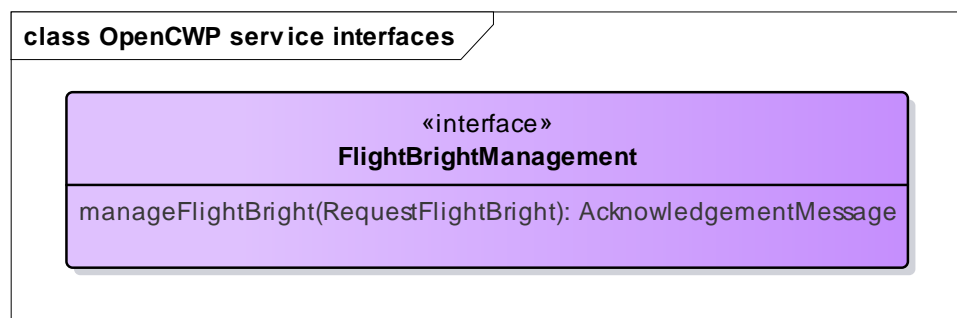 class OpenCWP service interfaces
«interface»
FlightBrightManagement
manageFlightBright(RequestFlightBright): AcknowledgementMessage